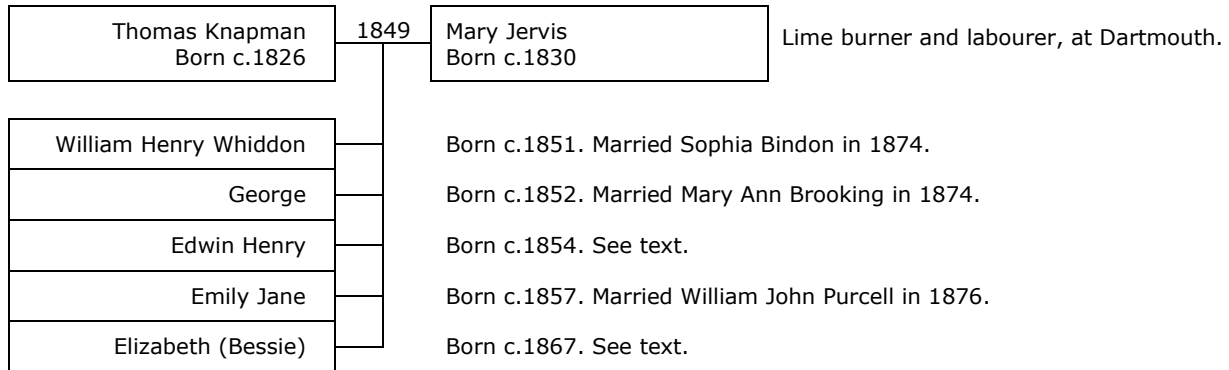 Thomas Knapman
Born c.1826
1849
Mary Jervis
Born c.1830
Lime burner and labourer, at Dartmouth.
William Henry Whiddon
Born c.1851. Married Sophia Bindon in 1874.
George
Born c.1852. Married Mary Ann Brooking in 1874.
Edwin Henry
Born c.1854. See text.
Emily Jane
Born c.1857. Married William John Purcell in 1876.
Elizabeth (Bessie)
Born c.1867. See text.